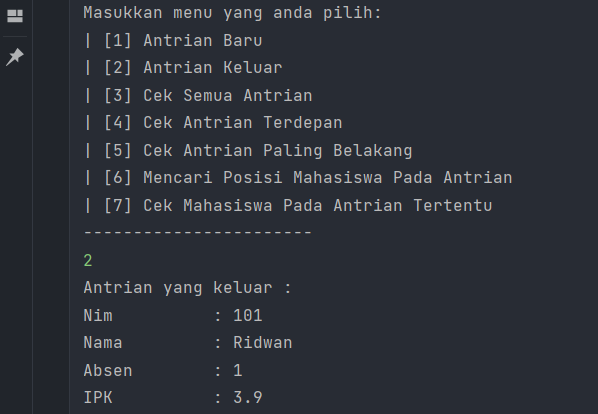 Masukkan menu yang anda pilih:
| [1] Antrian Baru
| [2] Antrian Keluar
| [3] Cek Semua Antrian
| [4] Cek Antrian Terdepan
| [5] Cek Antrian Paling Belakang
| [6] Mencari Posisi Mahasiswa Pada Antrian
| [7] Cek Mahasiswa Pada Antrian Tertentu
-----------------------
2
Antrian yang keluar :
Nim          : 101
Nama         : Ridwan
Absen        : 1
IPK          : 3.9